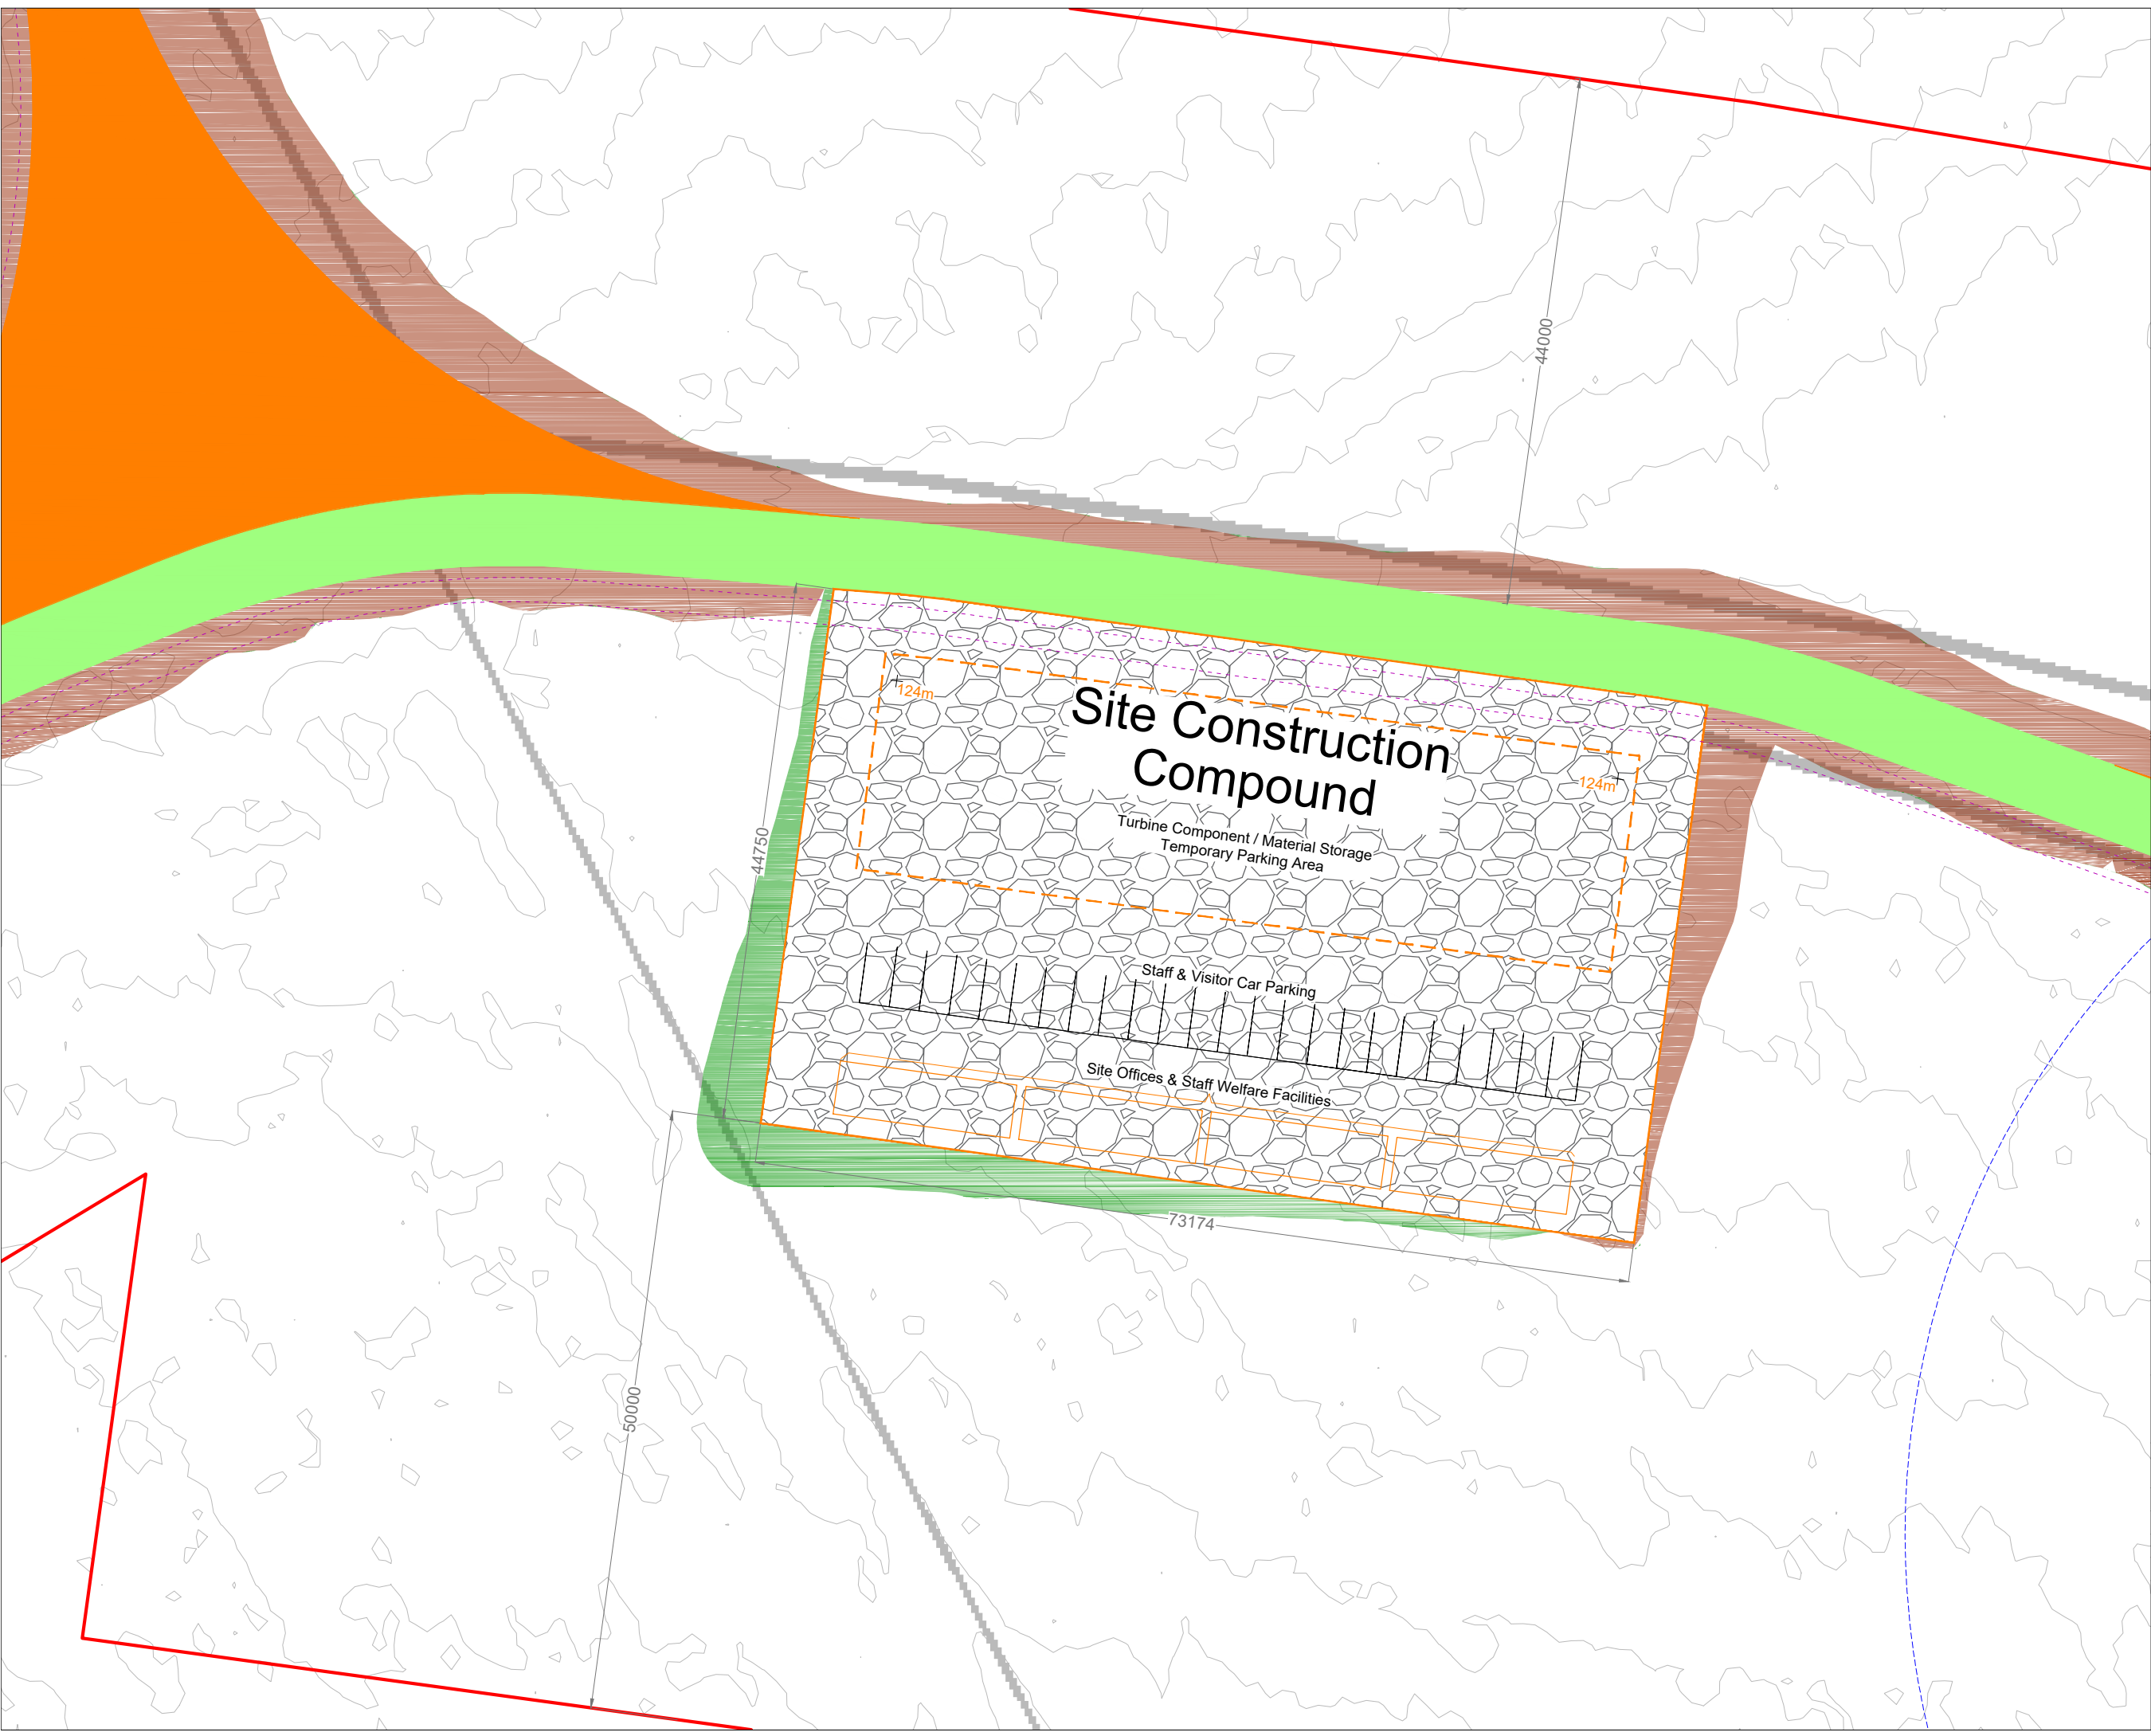 44000
124m
Site Construction
Compound
124m
Turbine Component / Material Storage
Temporary Parking Area
44750
Staff & Visitor Car Parking
Site Offices & Staff Welfare Facilities
73174
50000